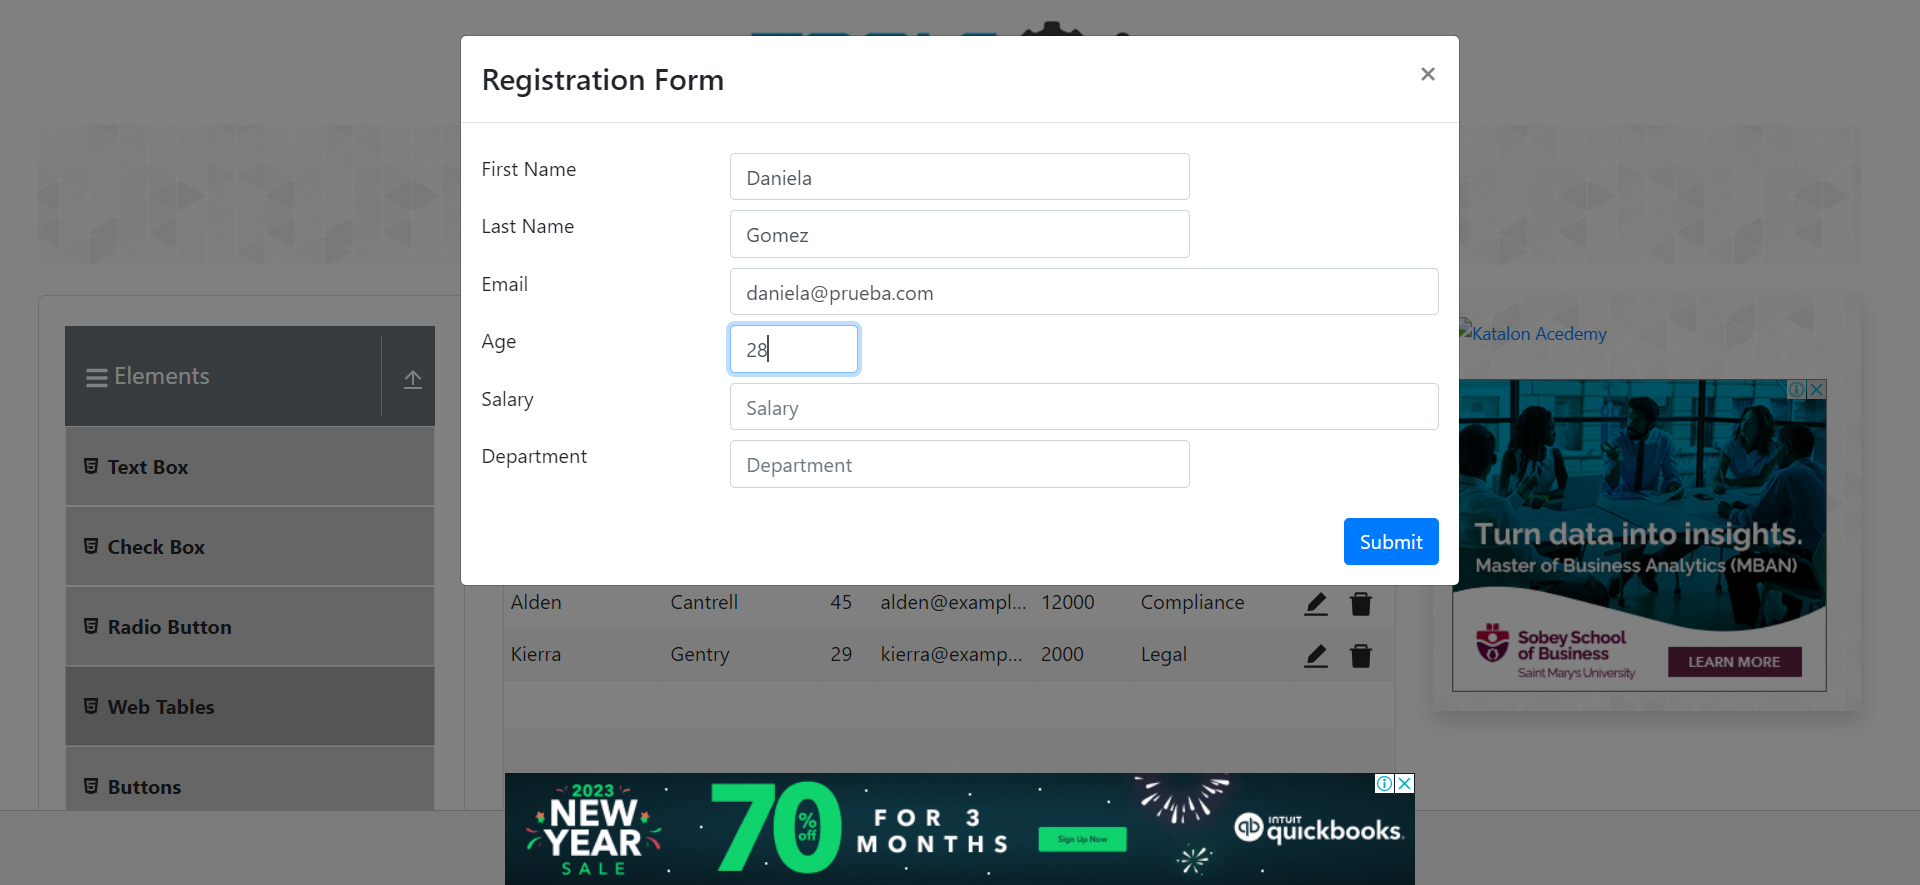 Registration Form
×
First Name
Daniela
Last Name
Gomez
Email
daniela@prueba.com
Age
28
Salary
Salary
Department
Department
Submit
Elements
Text Box
Check Box
Radio Button
Web Tables
Buttons
Alden Cantrell 45 alden@exampl... 12000 Compliance
Kierra Gentry 29 kierra@examp... 2000 Legal
Katalon Acedemy
Turn data into insights.
Master of Business Analytics (MBAN)
Sobey School
of Business
Saint Mary's University
LEARN MORE
2023
NEW
YEAR
SALE
70% off
FOR 3
MONTHS
Sign Up Now
qb INTUIT
quickbooks.